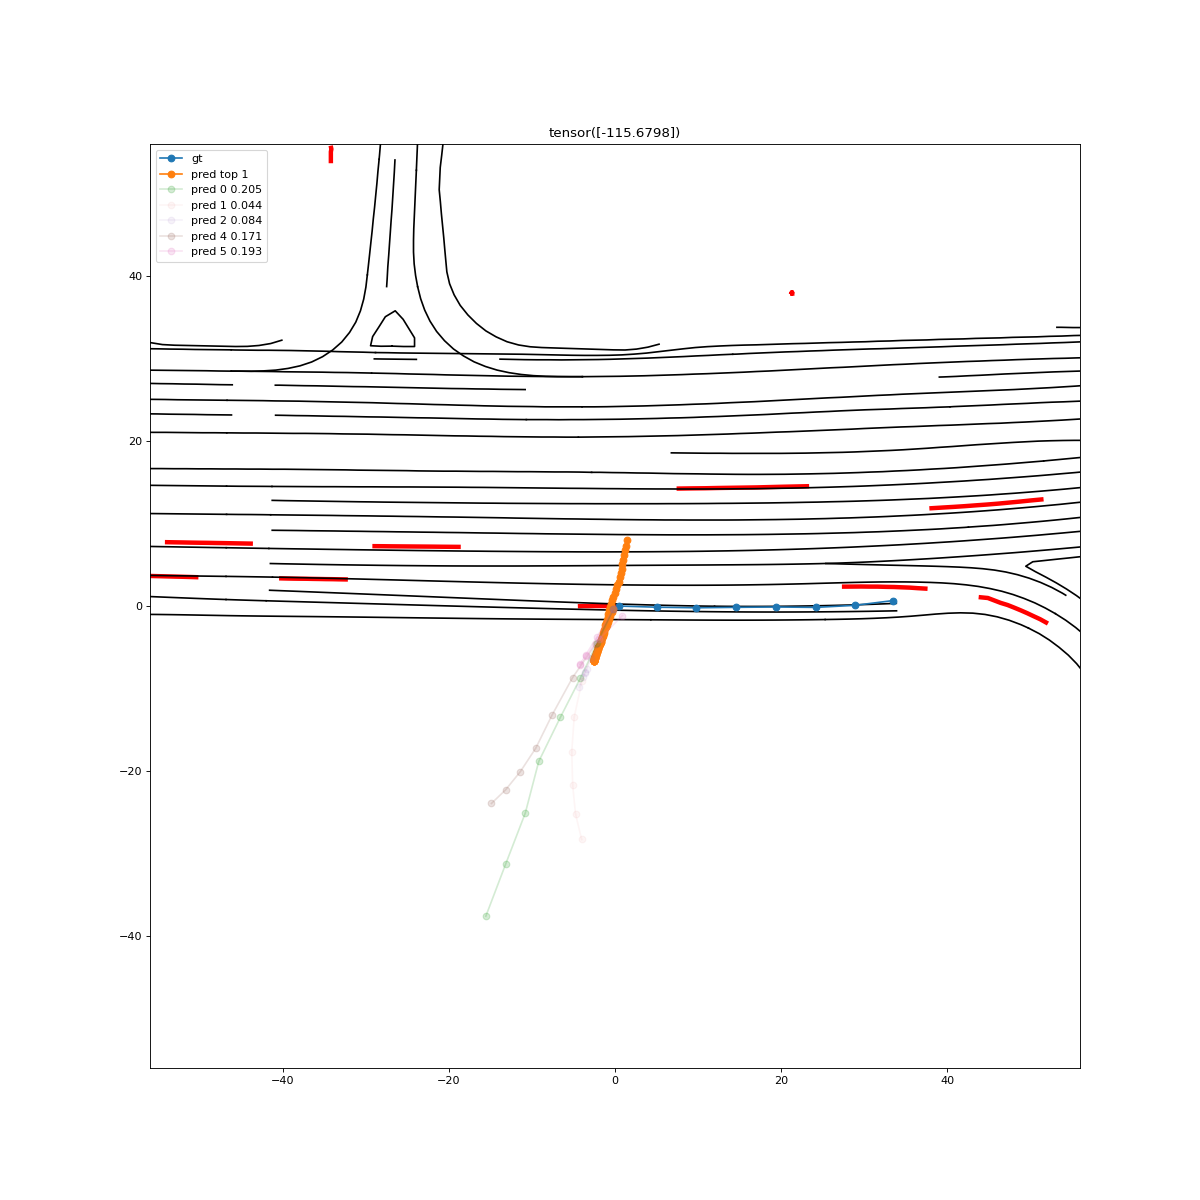 tensor([-115.6798])
gt
pred top 1
pred 0 0.205
pred 1 0.044
pred 2 0.084
pred 4 0.171
pred 5 0.193
40
20
0
−20
−40
−40 −20 0 20 40